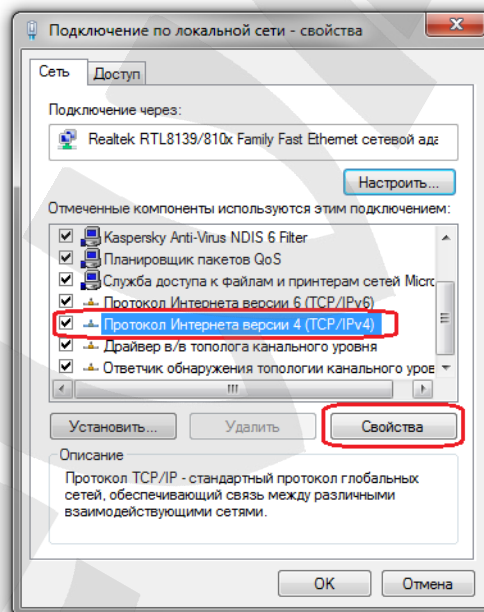 Подключение по локальной сети - свойства
Сеть
Доступ
Подключение через:
Realtek RTL8139/810x Family Fast Ethernet сетевой ада
Настроить...
Отмеченные компоненты используются этим подключением:
Kaspersky Anti-Virus NDIS 6 Filter
Планировщик пакетов QoS
Служба доступа к файлам и принтерам сетей Micro
Протокол Интернета версии 6 (TCP/IPv6)
Протокол Интернета версии 4 (TCP/IPv4)
Драйвер в/в тополога канального уровня
Ответчик обнаружения топологии канального уров
Установить...
Удалить
Свойства
Описание
Протокол TCP/IP - стандартный протокол глобальных
сетей, обеспечивающий связь между различными
взаимодействующими сетями.
OK
Отмена